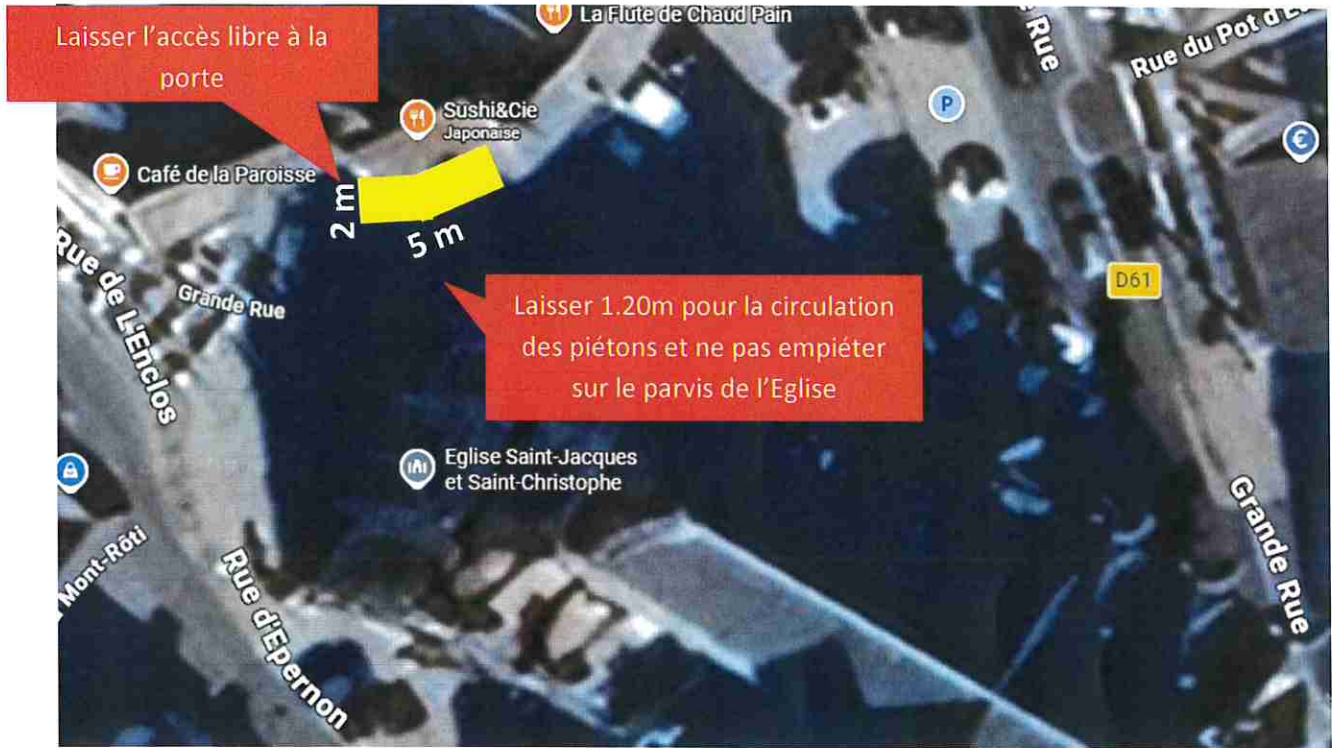 Laisser l'accès libre à la
porte
La Flûte de Chaud Pain
Rue
Rue du Pot d'E
P
Sushi&Cie
Japonaise
€
Café de la Paroisse
2 m
5 m
Rue de L'Enclos
Grande Rue
D61
Laisser 1.20m pour la circulation
des piétons et ne pas empiéter
sur le parvis de l'Eglise
Eglise Saint-Jacques
et Saint-Christophe
Grande Rue
Mont-Rôti
Rue d'Epernon